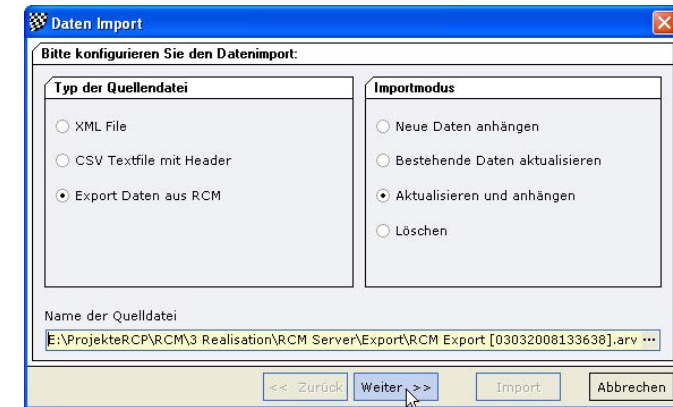 Daten Import
Bitte konfigurieren Sie den Datenimport:
Typ der Quellendatei
XML File
CSV Textfile mit Header
Export Daten aus RCM
Importmodus
Neue Daten anhängen
Bestehende Daten aktualisieren
Aktualisieren und anhängen
Löschen
Name der Quelldatei
E:\ProjekteRCP\RCM\3 Realisation\RCM Server\Export\RCM Export [03032008133638].arv ...
<< Zurück Weiter >> Import Abbrechen